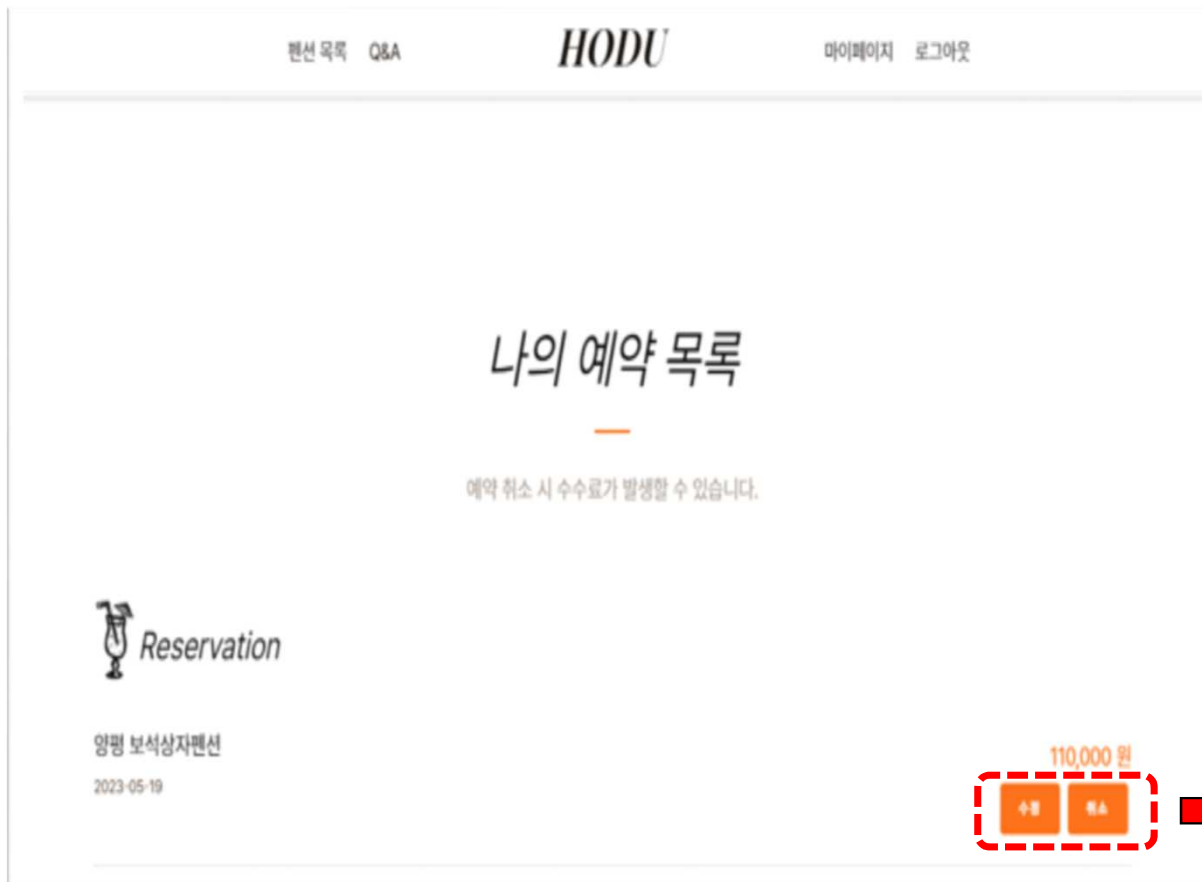 펜션 목록 Q&A HODU 마이페이지 로그아웃
나의 예약 목록
예약 취소 시 수수료가 발생할 수 있습니다.
Reservation
양평 보석상자펜션
110,000 원
2023-05-19
수정 취소